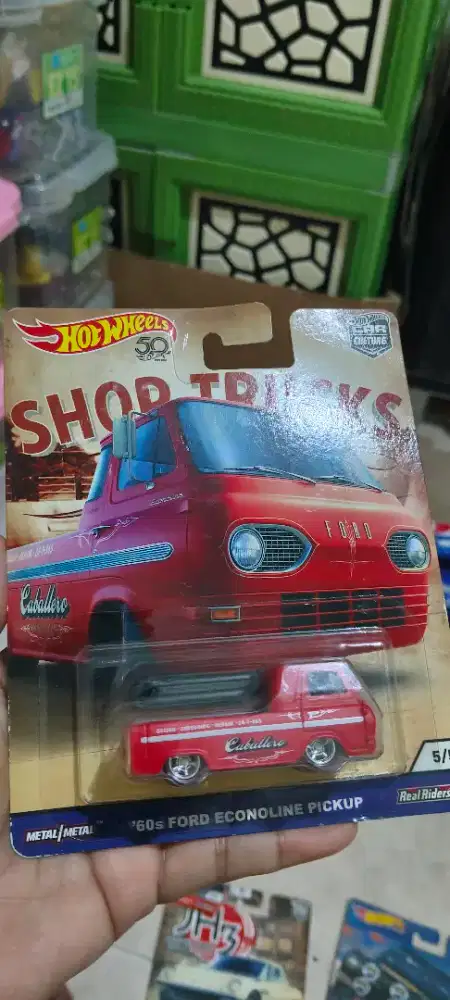 HOT WHEELS
50
CAR CULTURE
SHOP TRUCKS
FORD
Caballero
Caballero
5/
METAL/METAL
'60s FORD ECONOLINE PICKUP
Real Riders
JH3